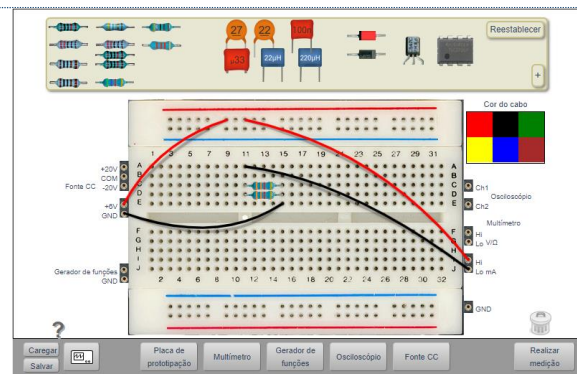 27
22
100n
.33
22µH
220µH
Reestablecer
+
Cor do cabo
1 3 5 7 9 11 13 15 17 19 21 23 25 27 29 31
A A
B B
C C
D D
E E
+20V
COM
Fonte CC -20V
+6V
GND
Ch1
Osciloscópio
Ch2
Multímetro
Hi
Lo V/Ω
Hi
Lo mA
F F
G G
H H
I I
J J
Gerador de funções
GND
2 4 6 8 10 12 14 16 18 20 22 24 26 28 30 32
GND
?
Caregar
Salvar
Placa de
prototipação
Multímetro
Gerador de
funções
Osciloscópio
Fonte CC
Realizar
medição